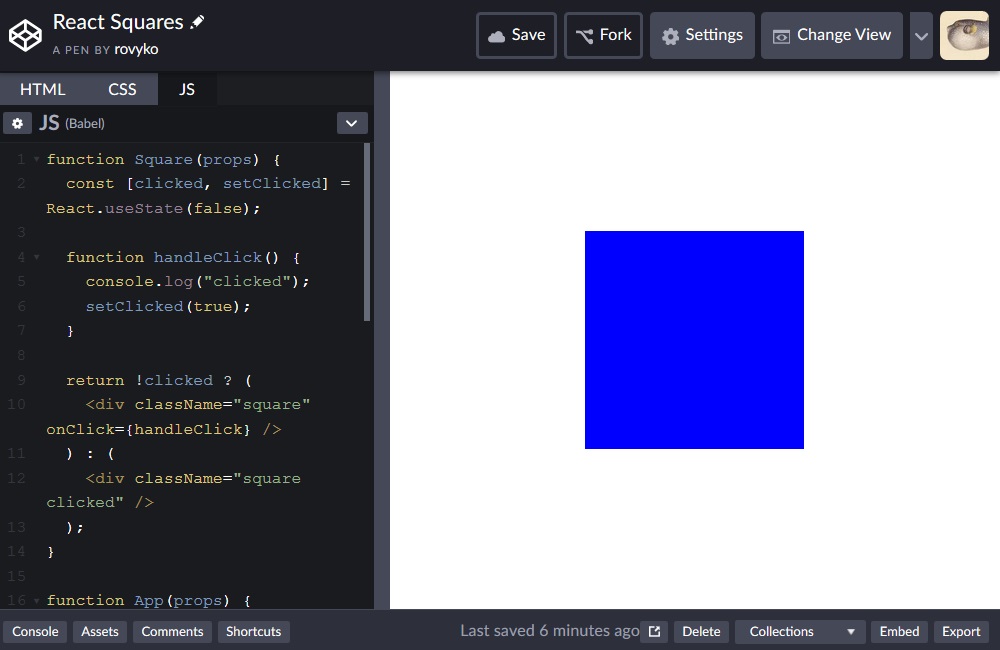 React Squares
A PEN BY rovyko
Save
Fork
Settings
Change View
HTML
CSS
JS
JS (Babel)
1 function Square(props) {
2 const [clicked, setClicked] =
React.useState(false);
3
4 function handleClick() {
5 console.log("clicked");
6 setClicked(true);
7 }
8
9 return !clicked ? (
10 <div className="square"
onClick={handleClick} />
11 ) : (
12 <div className="square
clicked" />
13 );
14 }
15
16 function App(props) {
Console
Assets
Comments
Shortcuts
Last saved 6 minutes ago
Delete
Collections
Embed
Export